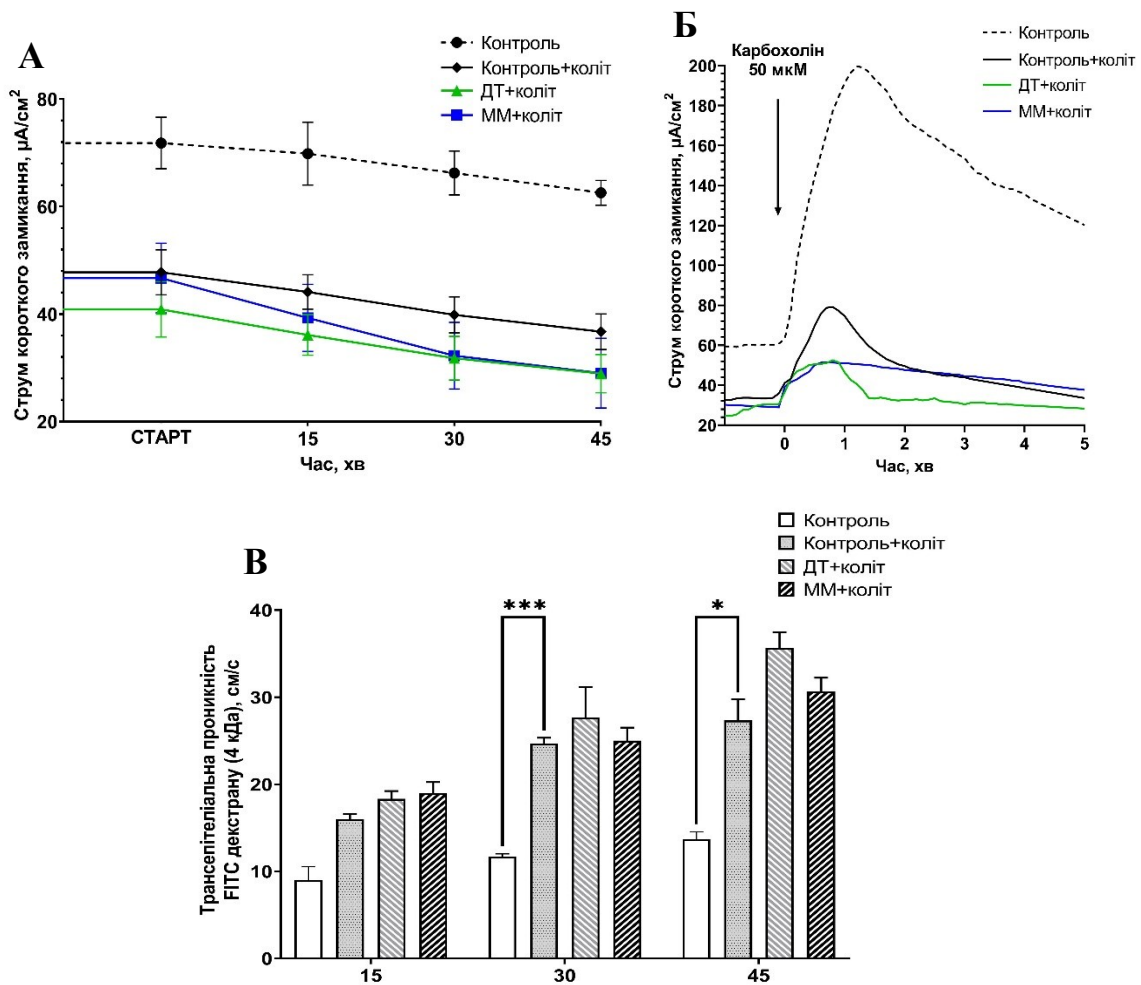 А
Контроль
Контроль+коліт
ДТ+коліт
ММ+коліт
Струм короткого замикання, µА/см²
80
60
40
20
СТАРТ
15
30
45
Час, хв
Б
Карбохолін
50 мкМ
Контроль
Контроль+коліт
ДТ+коліт
ММ+коліт
Струм короткого замикання, µА/см²
200
180
160
140
120
100
80
60
40
20
0
1
2
3
4
5
Час, хв
В
Контроль
Контроль+коліт
ДТ+коліт
ММ+коліт
Трансепітеліальна проникність
FITC декстрану (4 кДа), см/с
40
30
20
10
0
***
*
15
30
45